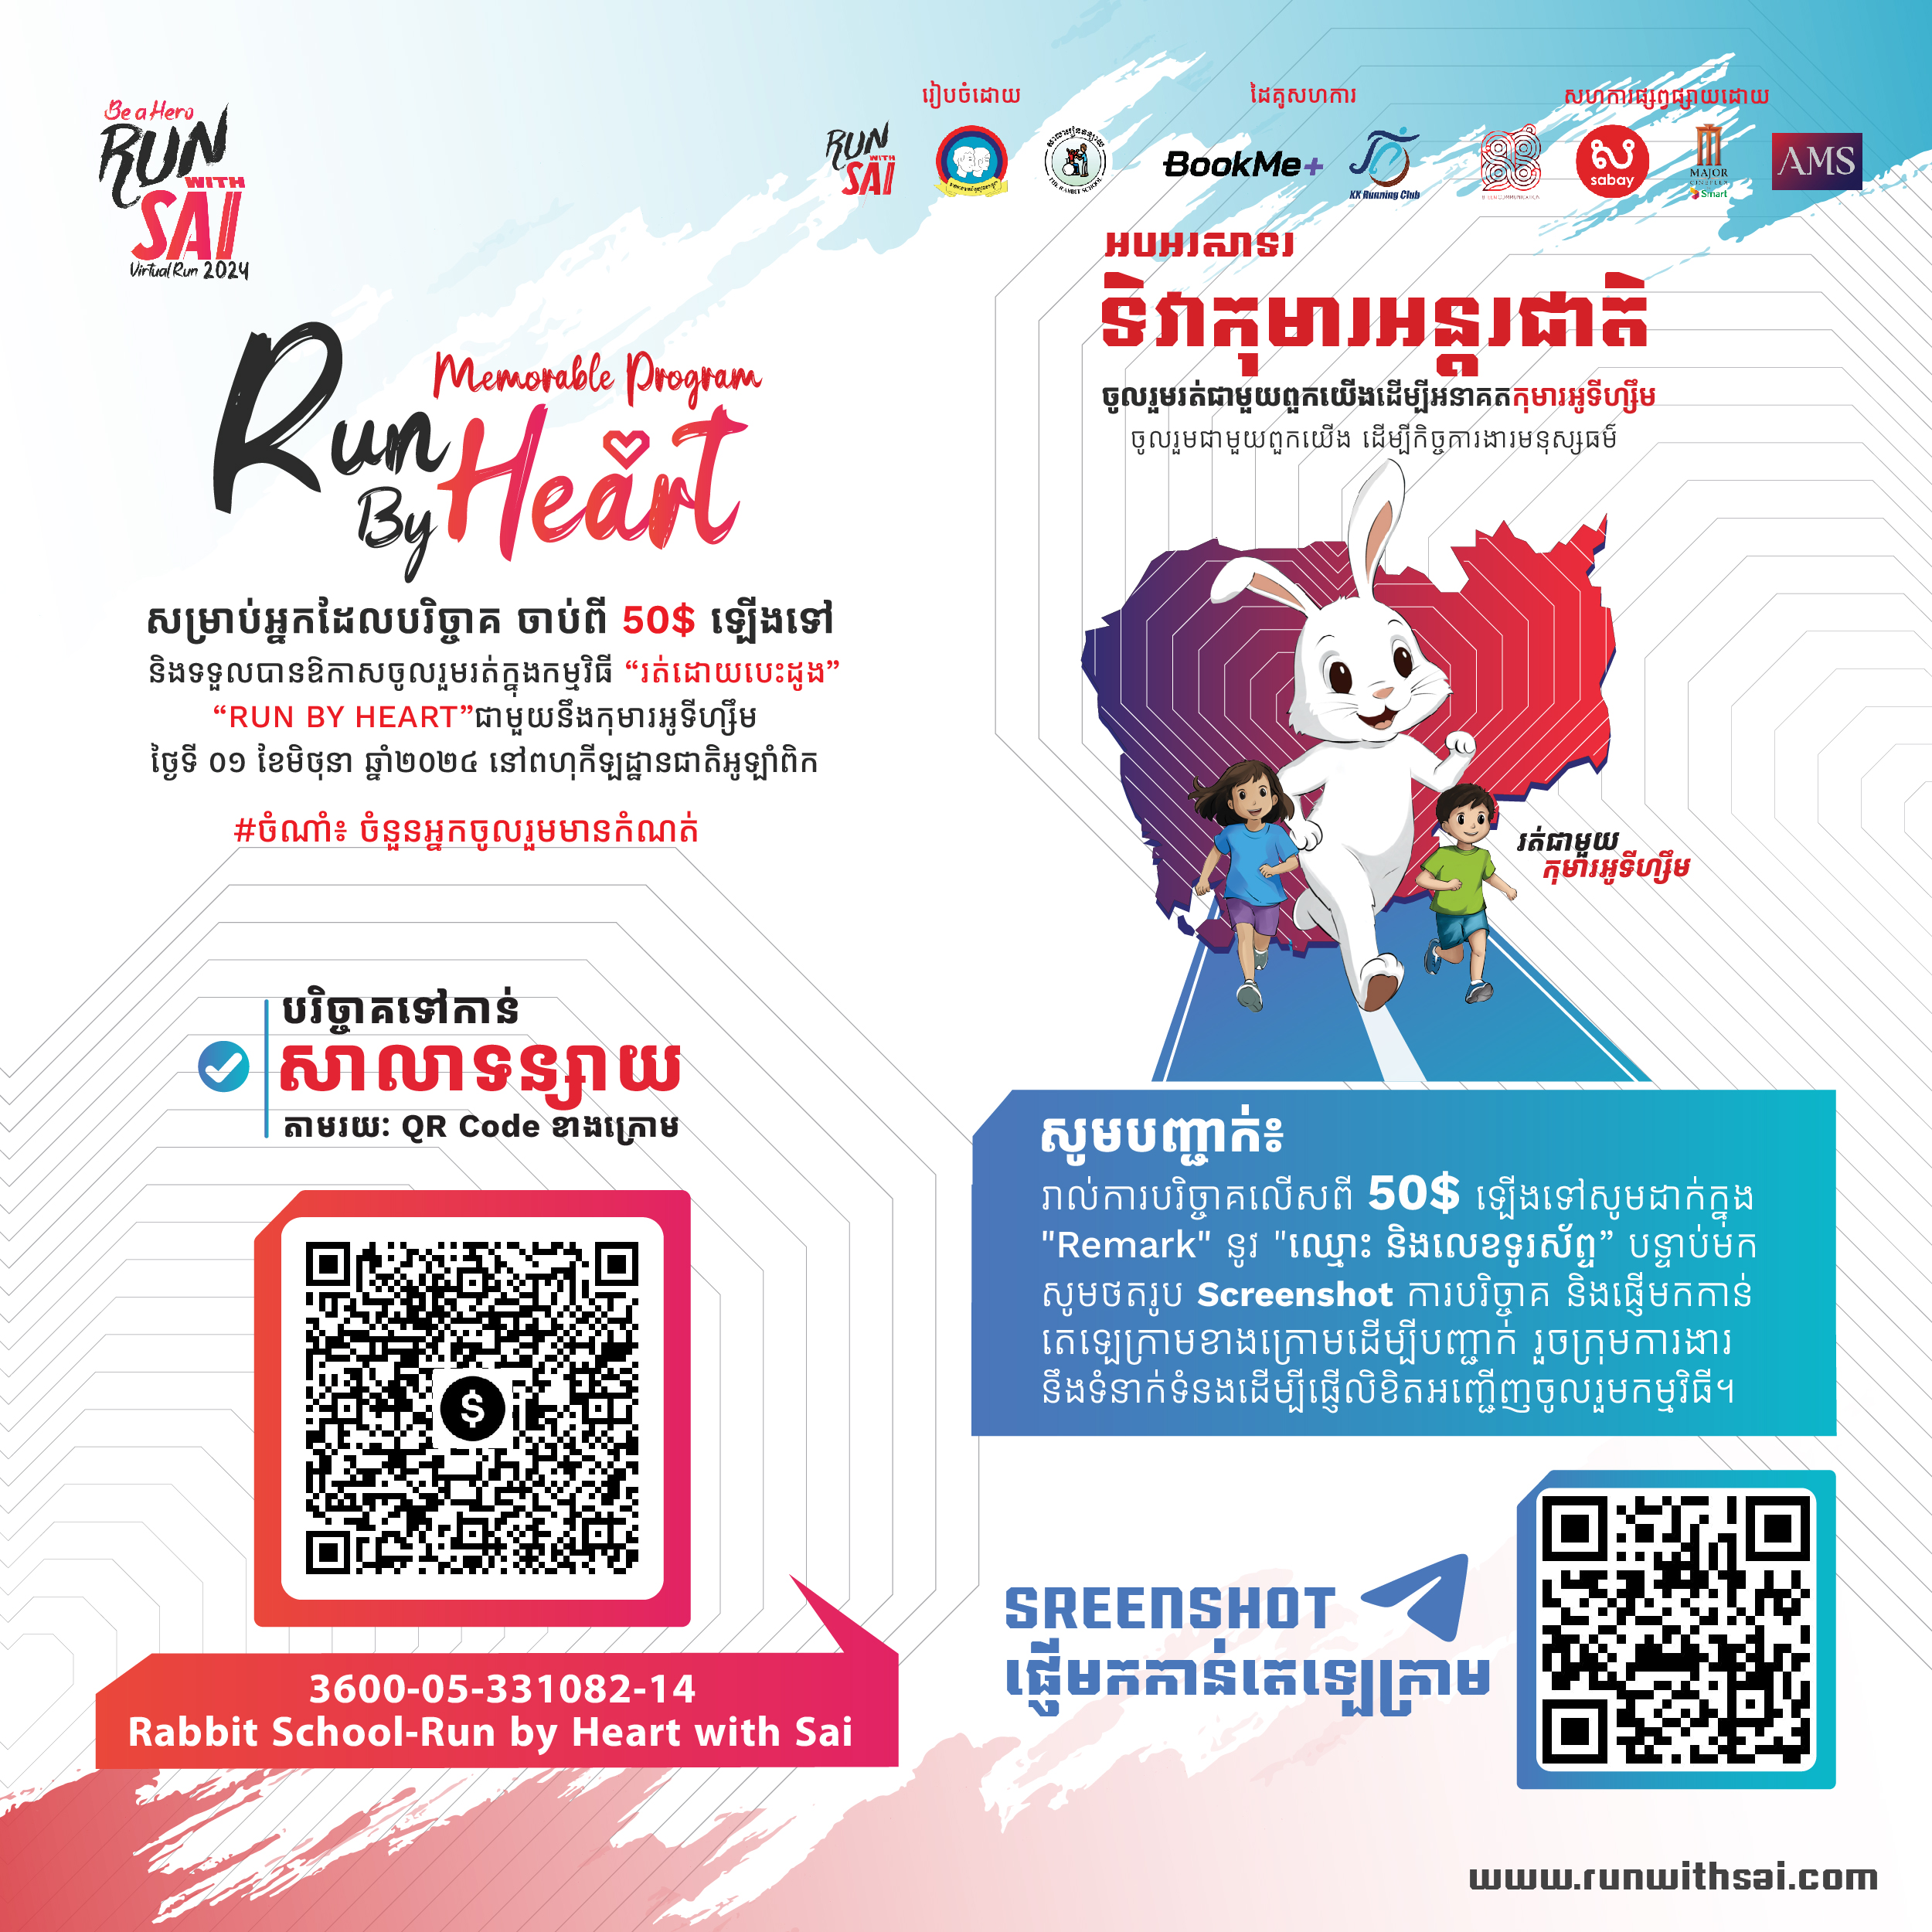 Be a Hero
RUN
WITH
SAI
Virtual Run 2024
រៀបចំដោយ
ដៃគូសហការ
សហការផ្សព្វផ្សាយដោយ
RUN
WITH
SAI
THE RABBIT SCHOOL
BookMe+
KK Running Club
sabay
MAJOR
CINEPLEX
Smart
AMS
Memorable Program
Run
By Heart
សម្រាប់អ្នកដែលបរិច្ចាគ ចាប់ពី 50$ ឡើងទៅ
និងទទួលបានឱកាសចូលរួមរត់ក្នុងកម្មវិធី “រត់ដោយបេះដូង”
“RUN BY HEART”ជាមួយនឹងកុមារអូទីហ្សឹម
ថ្ងៃទី ០១ ខែមិថុនា ឆ្នាំ២០២៤ នៅពហុកីឡដ្ឋានជាតិអូឡាំពិក
#ចំណាំ៖ ចំនួនអ្នកចូលរួមមានកំណត់
អបអរសាទរ
ទិវាកុមារអន្តរជាតិ
ចូលរួមរត់ជាមួយពួកយើងដើម្បីអនាគតកុមារអូទីហ្សឹម
ចូលរួមជាមួយពួកយើង ដើម្បីកិច្ចការងារមនុស្សធម៌
រត់ជាមួយ
កុមារអូទីហ្សឹម
បរិច្ចាគទៅកាន់
សាលាទន្សាយ
តាមរយៈ QR Code ខាងក្រោម
$
3600-05-331082-14
Rabbit School-Run by Heart with Sai
សូមបញ្ជាក់៖
រាល់ការបរិច្ចាគលើសពី 50$ ឡើងទៅសូមដាក់ក្នុង
"Remark" នូវ "ឈ្មោះ និងលេខទូរស័ព្ទ” បន្ទាប់មក
សូមថតរូប Screenshot ការបរិច្ចាគ និងផ្ញើមកកាន់
តេឡេក្រាមខាងក្រោមដើម្បីបញ្ជាក់ រួចក្រុមការងារ
នឹងទំនាក់ទំនងដើម្បីផ្ញើលិខិតអញ្ជើញចូលរួមកម្មវិធី។
SREENSHOT
ផ្ញើមកកាន់តេឡេក្រាម
www.runwithsai.com